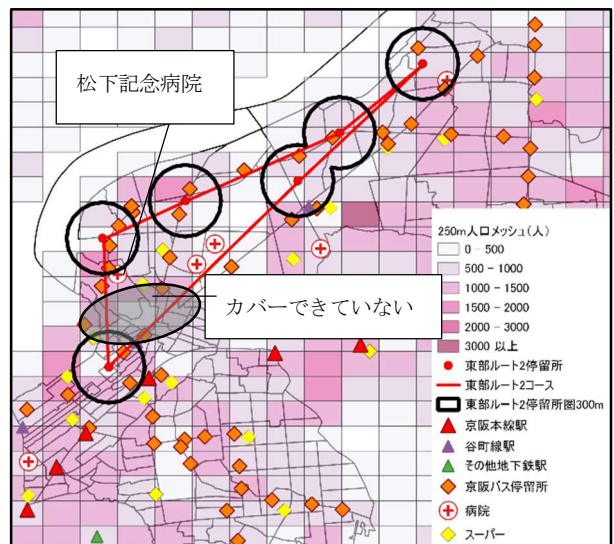 松下記念病院
カバーできていない
250m人口メッシュ(人)
0 - 500
500 - 1000
1000 - 1500
1500 - 2000
2000 - 3000
3000 以上
東部ルート2停留所
東部ルート2コース
東部ルート2停留所圏300m
京阪本線駅
谷町線駅
その他地下鉄駅
京阪バス停留所
病院
スーパー